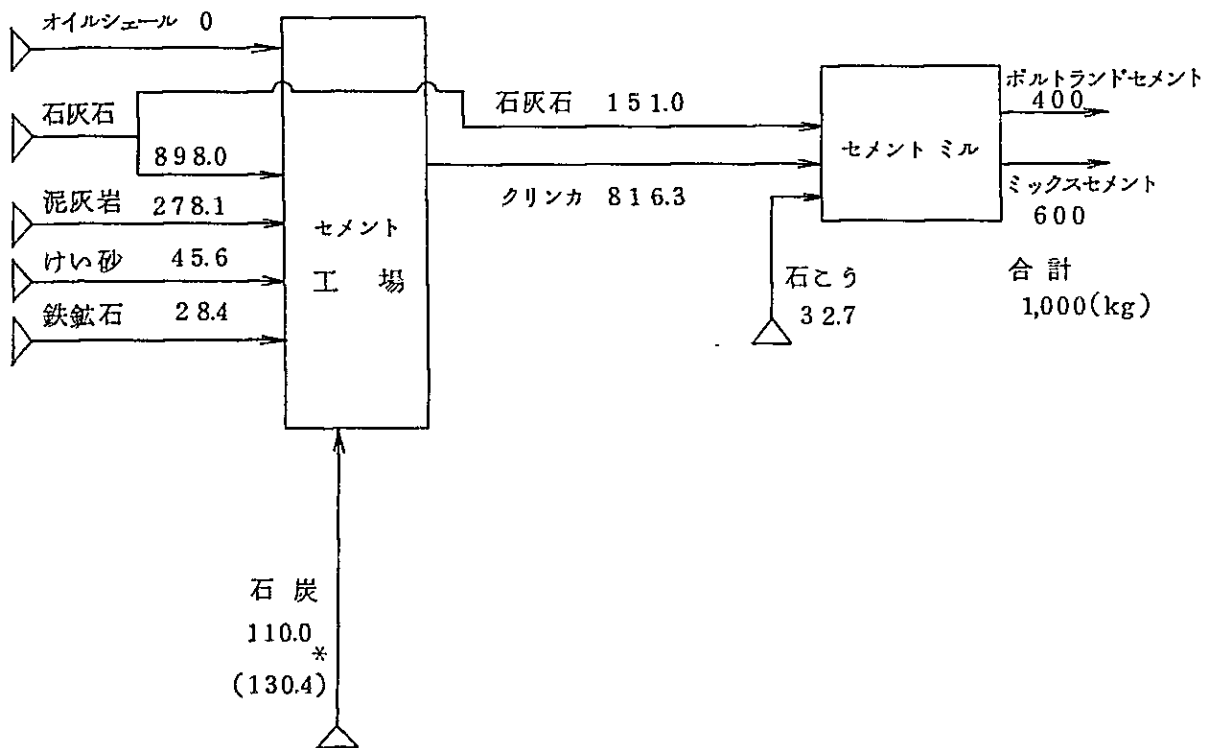 オイルシェール 0
石灰石
898.0
泥灰岩 278.1
けい砂 45.6
鉄鉱石 28.4
セメント
工場
石灰石 151.0
クリンカ 816.3
セメント ミル
石こう
32.7
ポルトランドセメント
400
ミックスセメント
600
合計
1,000(kg)
石炭
110.0
*
(130.4)